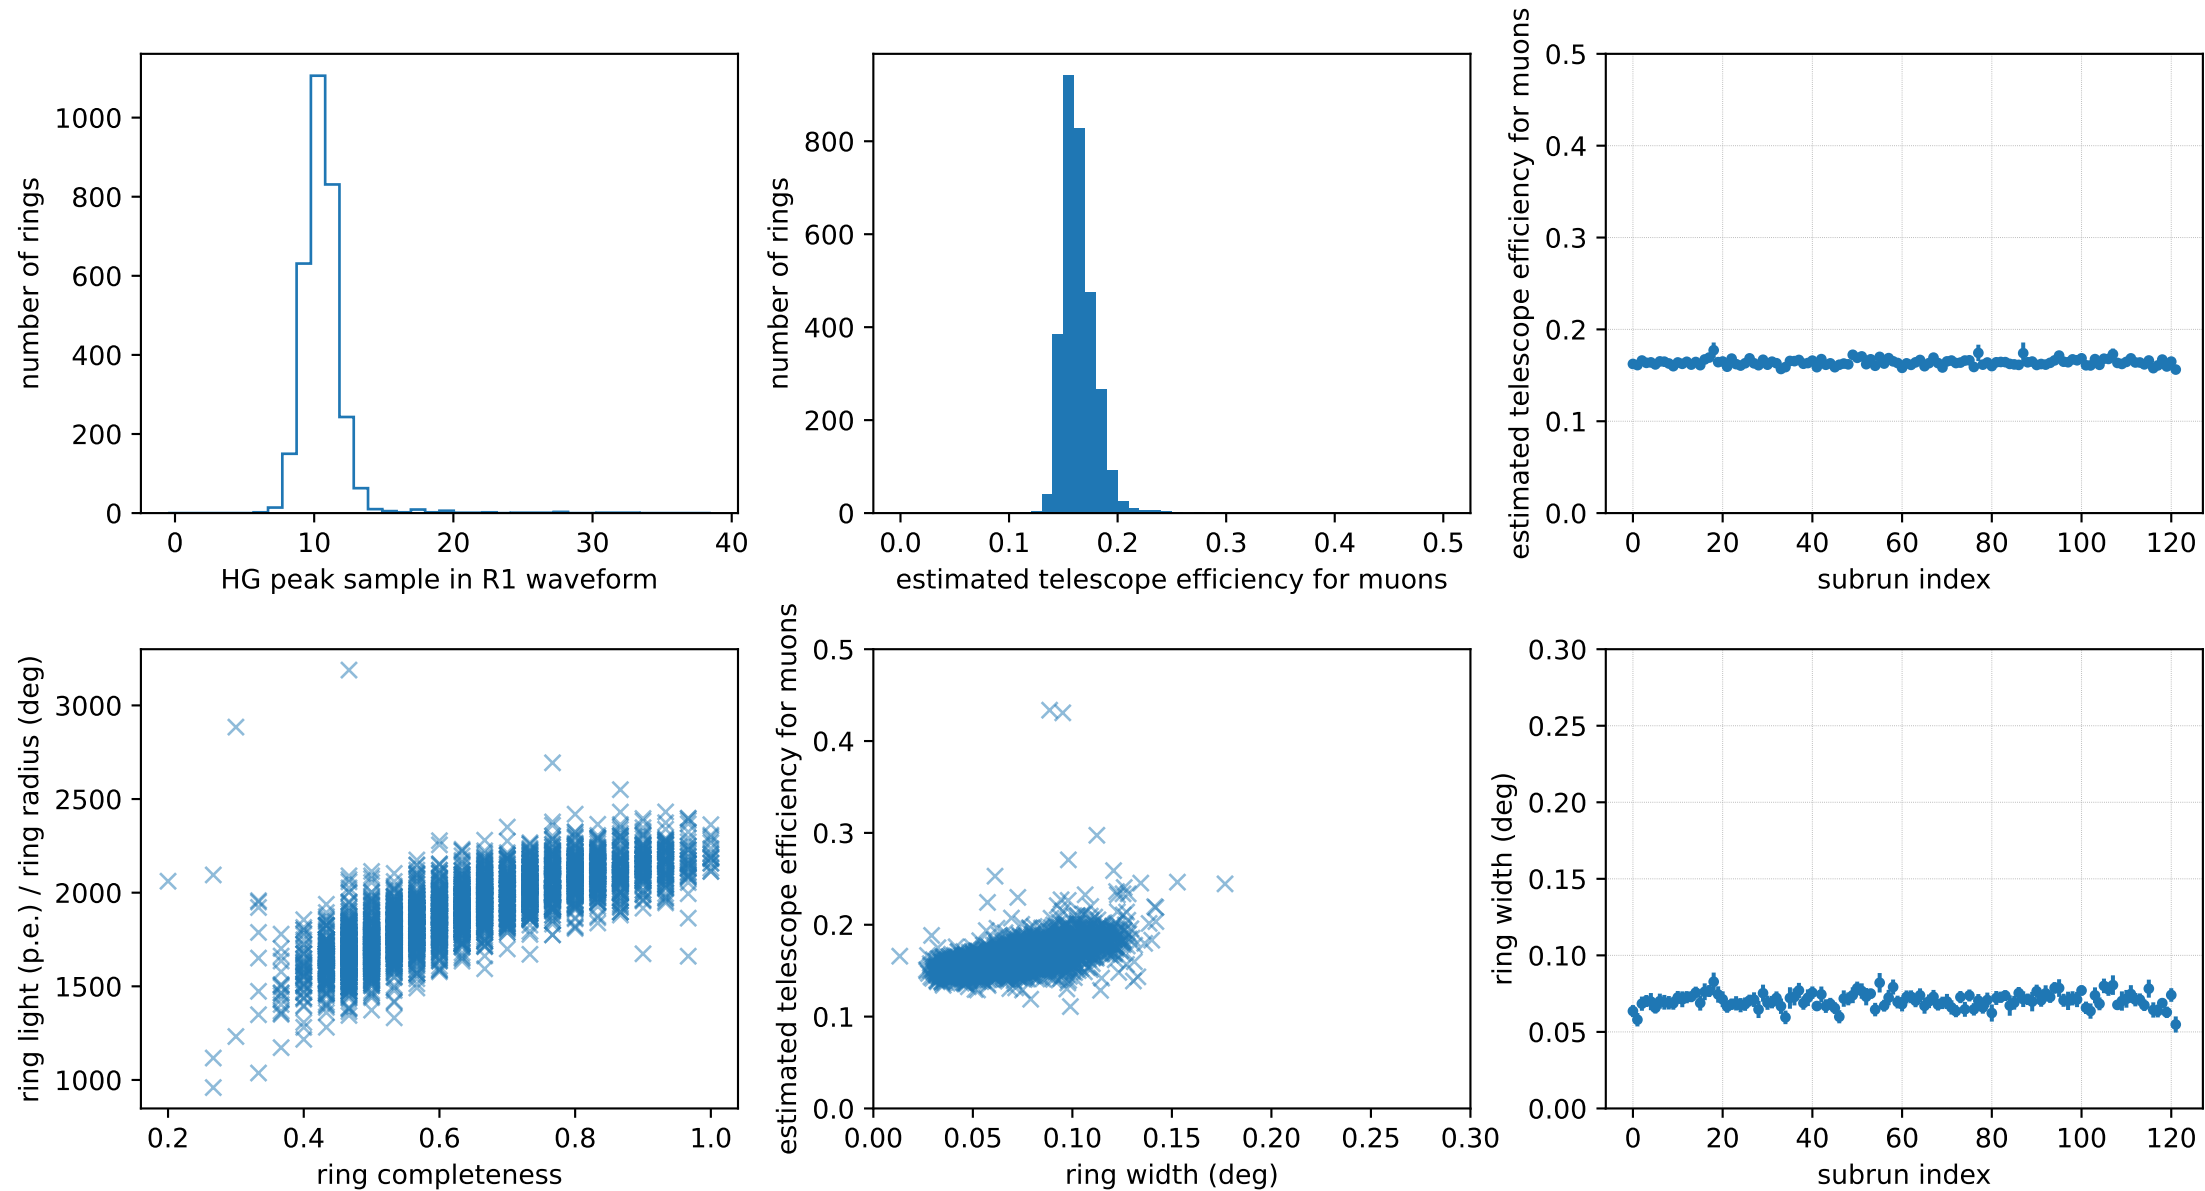 number of rings
1000
800
600
400
200
0
0 10 20 30 40
HG peak sample in R1 waveform
number of rings
800
600
400
200
0
0.0 0.1 0.2 0.3 0.4 0.5
estimated telescope efficiency for muons
estimated telescope efficiency for muons
0.5
0.4
0.3
0.2
0.1
0.0
0 20 40 60 80 100 120
subrun index
ring light (p.e.) / ring radius (deg)
3000
2500
2000
1500
1000
0.2 0.4 0.6 0.8 1.0
ring completeness
estimated telescope efficiency for muons
0.5
0.4
0.3
0.2
0.1
0.0
0.00 0.05 0.10 0.15 0.20 0.25 0.30
ring width (deg)
ring width (deg)
0.30
0.25
0.20
0.15
0.10
0.05
0.00
0 20 40 60 80 100 120
subrun index